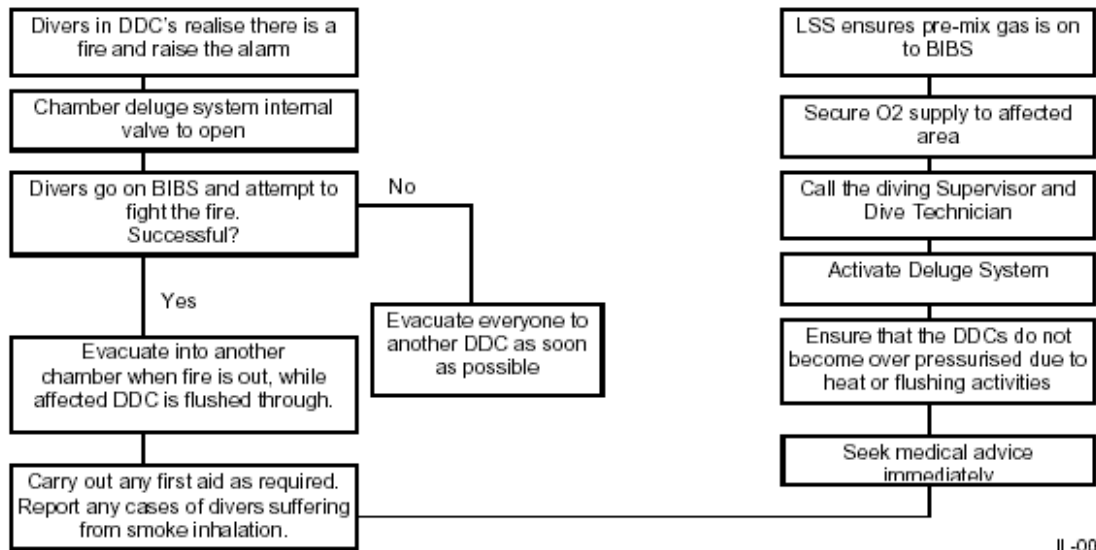 Divers in DDC's realise there is a
fire and raise the alarm
Chamber deluge system internal
valve to open
Divers go on BIBS and attempt to
fight the fire.
Successful?
No
Yes
Evacuate everyone to
another DDC as soon
as possible
Evacuate into another
chamber when fire is out, while
affected DDC is flushed through.
Carry out any first aid as required.
Report any cases of divers suffering
from smoke inhalation.
LSS ensures pre-mix gas is on
to BIBS
Secure O2 supply to affected
area
Call the diving Supervisor and
Dive Technician
Activate Deluge System
Ensure that the DDCs do not
become over pressurised due to
heat or flushing activities
Seek medical advice
immediately